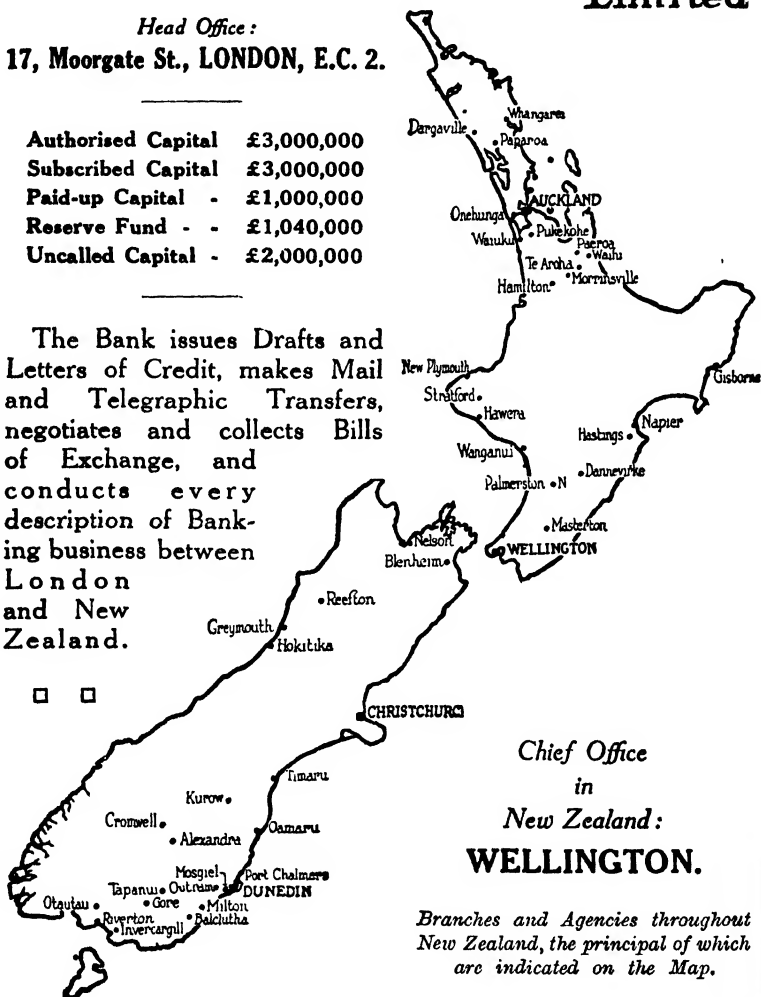 Limited
Head Office :
17, Moorgate St., LONDON, E.C. 2.
Authorised Capital £3,000,000
Subscribed Capital £3,000,000
Paid-up Capital - £1,000,000
Reserve Fund - - £1,040,000
Uncalled Capital - £2,000,000
The Bank issues Drafts and
Letters of Credit, makes Mail
and Telegraphic Transfers,
negotiates and collects Bills
of Exchange, and
conducts every
description of Bank-
ing business between
London
and New
Zealand.
Whangarea
Dargaville
Paparoa
AUCKLAND
Onehunga
Pukekohe
Waiuku
Paeroa
Waihi
Te Aroha
Morrinsville
Hamilton
New Plymouth
Gisborne
Stratford
Hawera
Napier
Hastings
Wanganui
Dannevirke
Palmerston N
Masterton
Nelson
WELLINGTON
Blenheim
Reefton
Greymouth
Hokitika
CHRISTCHURCH
Timaru
Kurow
Cromwell
Oamaru
Alexandra
Mosgiel
Port Chalmers
Tapanui
Outram
DUNEDIN
Otautau
Gore
Milton
Riverton
Balclutha
Invercargill
Chief Office
in
New Zealand :
WELLINGTON.
Branches and Agencies throughout
New Zealand, the principal of which
are indicated on the Map.